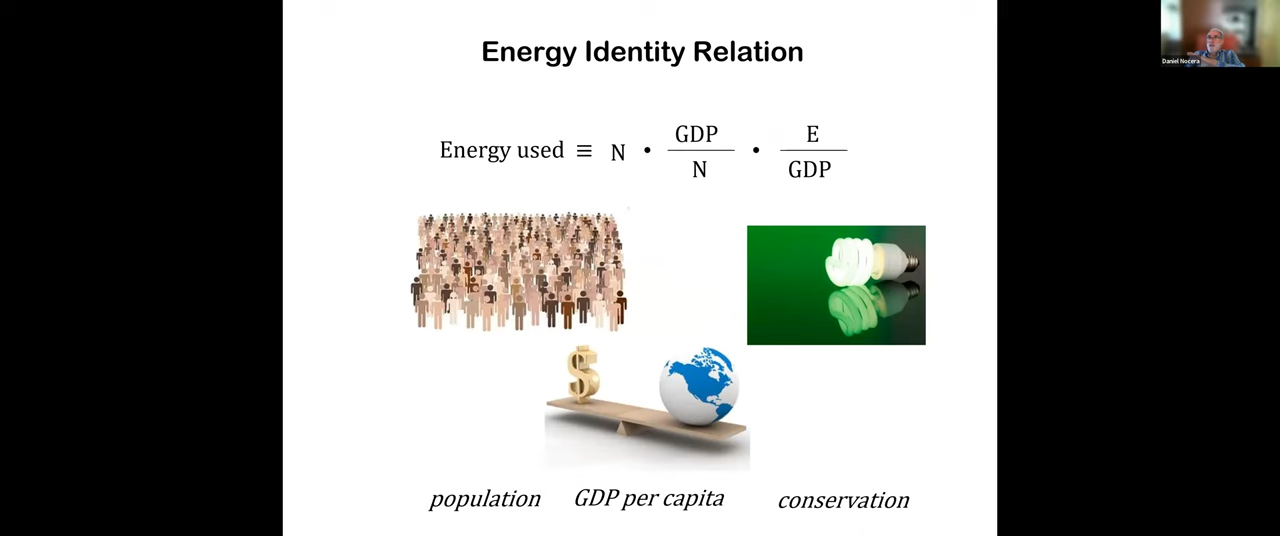 Energy Identity Relation
Daniel Nocera
Energy used ≡ N • GDP/N • E/GDP
$
population GDP per capita conservation